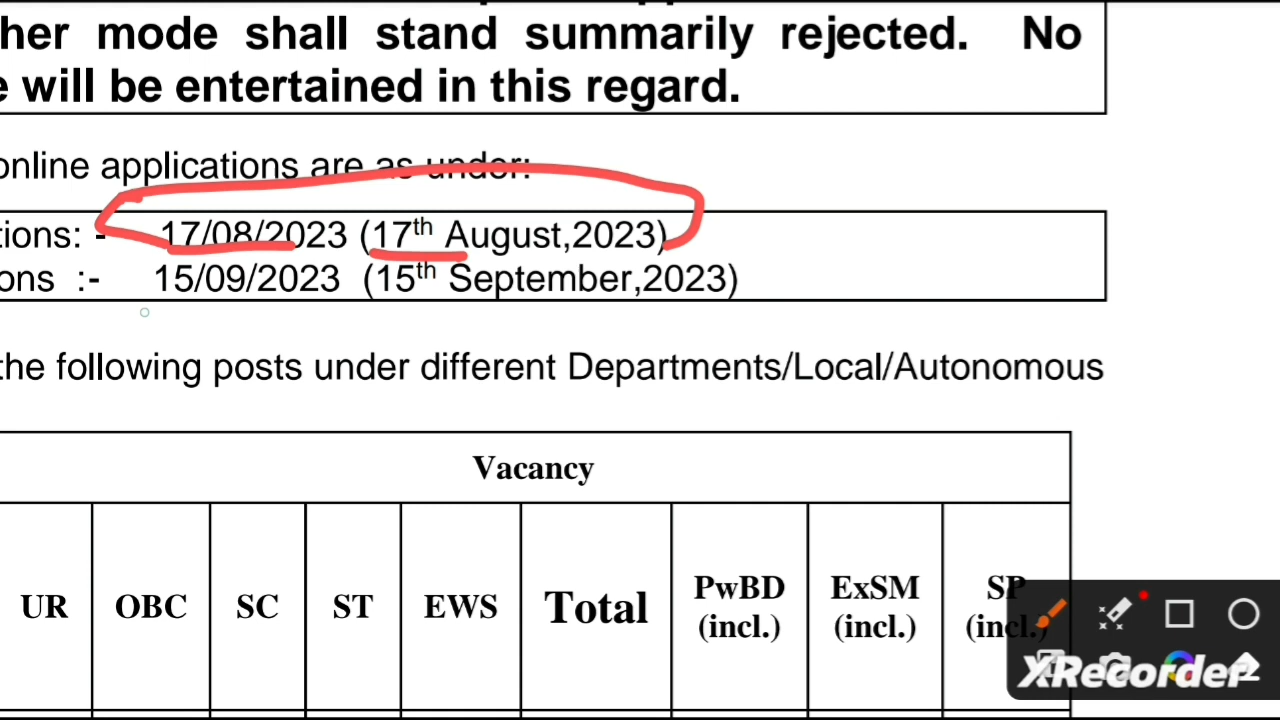 her mode shall stand summarily rejected. No
e will be entertained in this regard.
online applications are as under:
tions: - 17/08/2023 (17th August,2023)
ons :- 15/09/2023 (15th September,2023)
the following posts under different Departments/Local/Autonomous
Vacancy
UR OBC SC ST EWS Total PwBD (incl.) ExSM (incl.) SP (incl.)
XRecorder